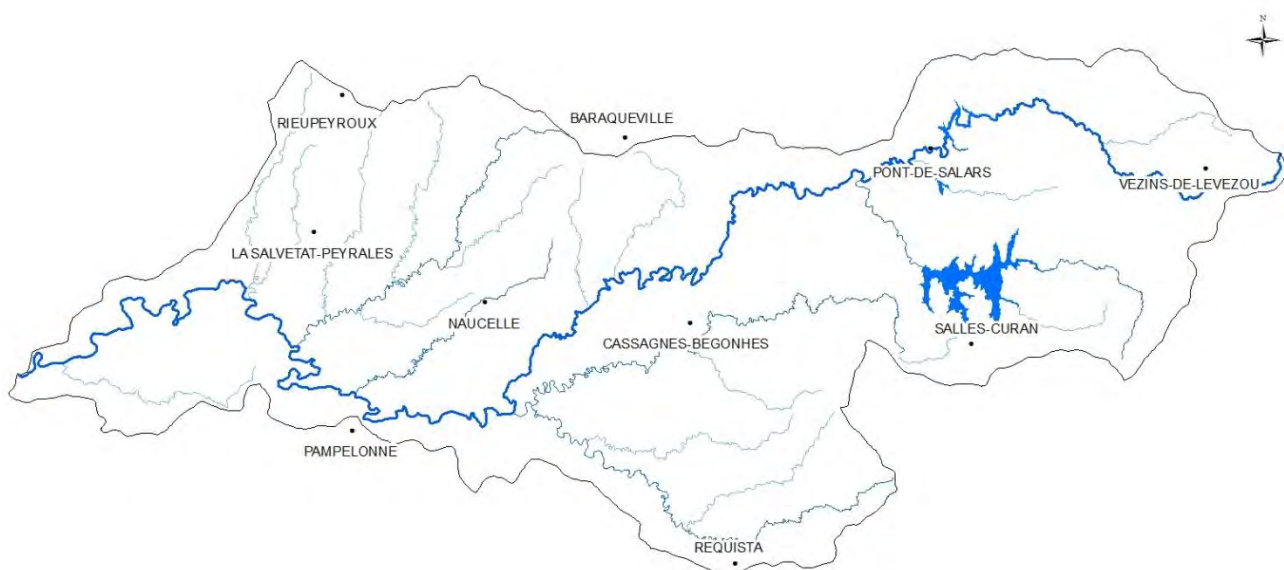 N
RIEUPEYROUX
BARAQUEVILLE
PONT-DE-SALARS
VEZINS-DE-LEVEZOU
LA SALVETAT-PEYRALES
NAUCELLE
CASSAGNES-BEGONHES
SALLES-CURAN
PAMPELONNE
REQUISTA